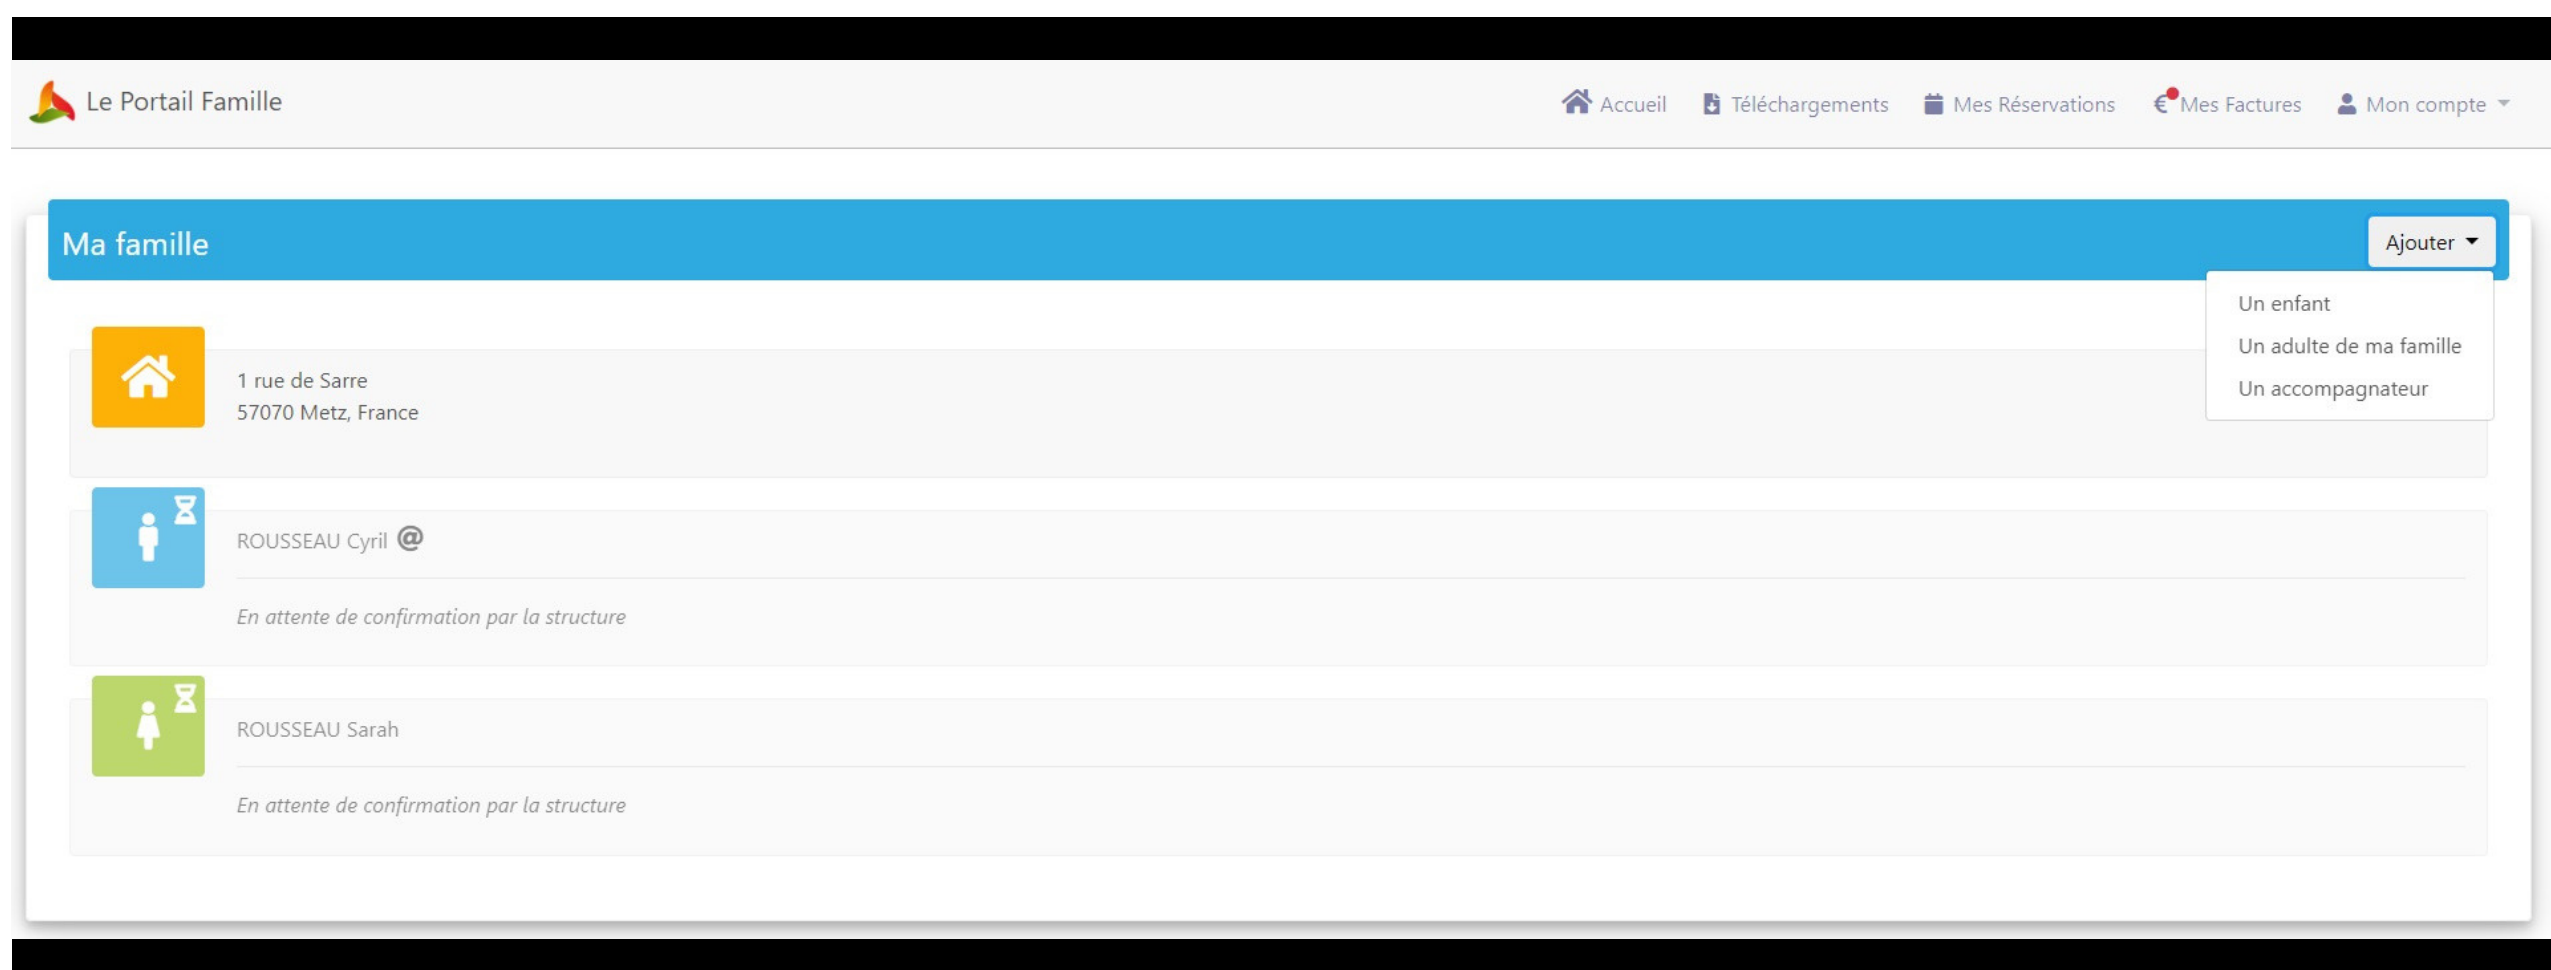 Le Portail Famille
Accueil
Téléchargements
Mes Réservations
€ Mes Factures
Mon compte
Ma famille
Ajouter
Un enfant
Un adulte de ma famille
Un accompagnateur
1 rue de Sarre
57070 Metz, France
ROUSSEAU Cyril @
En attente de confirmation par la structure
ROUSSEAU Sarah
En attente de confirmation par la structure